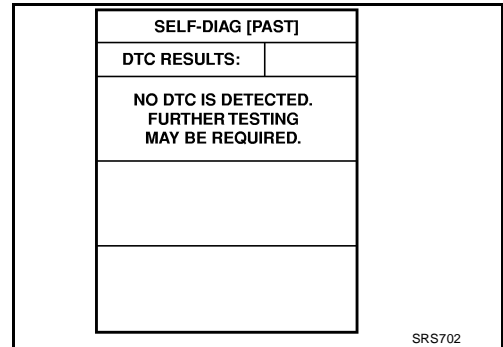 SELF-DIAG [PAST]
DTC RESULTS:
NO DTC IS DETECTED.
FURTHER TESTING
MAY BE REQUIRED.
SRS702